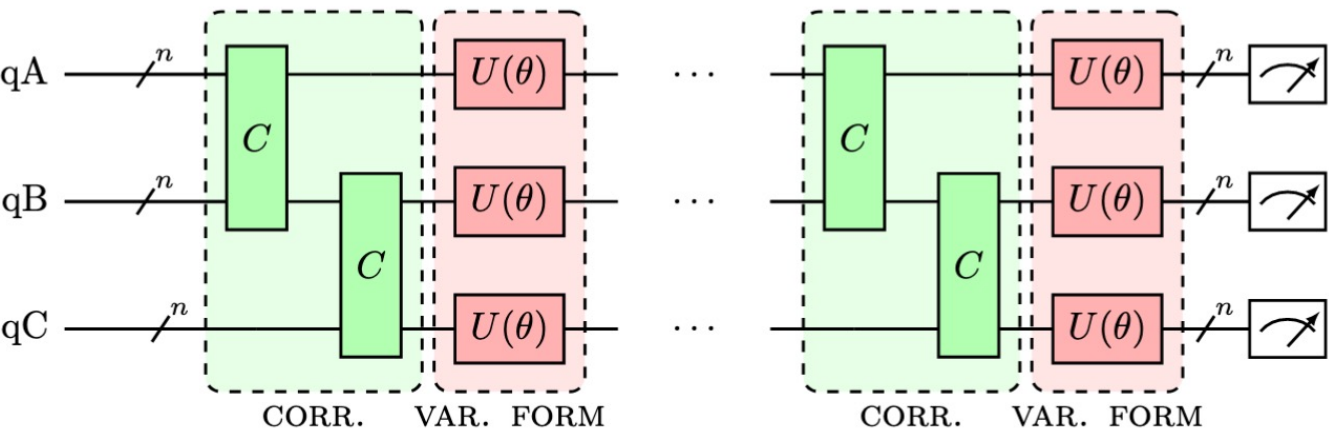 qA n C U(θ) ··· C U(θ) n
qB n C U(θ) ··· C U(θ) n
qC n U(θ) ··· U(θ) n
CORR. VAR. FORM CORR. VAR. FORM